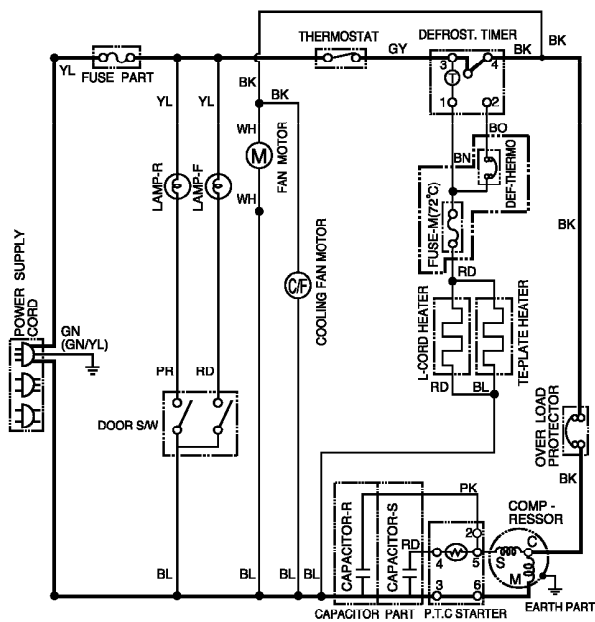 THERMOSTAT
DEFROST. TIMER
BK
BK
YL
FUSE PART
GY
3
4
T
BK
BK
1
2
YL
YL
WH
BO
M
FAN MOTOR
BN
DEF-THERMO
LAMP-R
LAMP-F
WH
FUSE-M(72°C)
BK
C/F
COOLING FAN MOTOR
RD
POWER SUPPLY
CORD
GN
(GN/YL)
L-CORD HEATER
TE-PLATE HEATER
PR
RD
RD
BL
DOOR S/W
OVER LOAD
PROTECTOR
BK
PK
CAPACITOR-R
CAPACITOR-S
COMP-
RESSOR
2
RD
4
5
S
C
M
BL
BL
BL
BL
3
6
CAPACITOR PART
P.T.C STARTER
EARTH PART